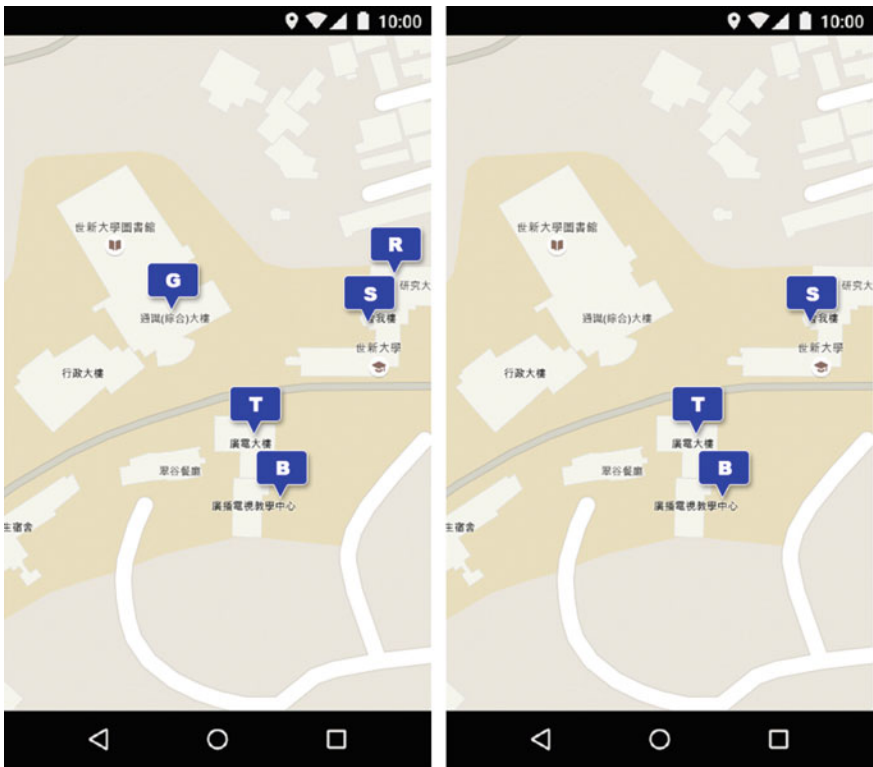 10:00
世新大學圖書館
R
G
研究大
S
通識(綜合)大樓
我樓
世新大學
行政大樓
T
廣電大樓
B
翠谷餐廳
廣播電視教學中心
生宿舍
10:00
世新大學圖書館
研究大
S
通識(綜合)大樓
我樓
世新大學
行政大樓
T
廣電大樓
B
翠谷餐廳
廣播電視教學中心
生宿舍